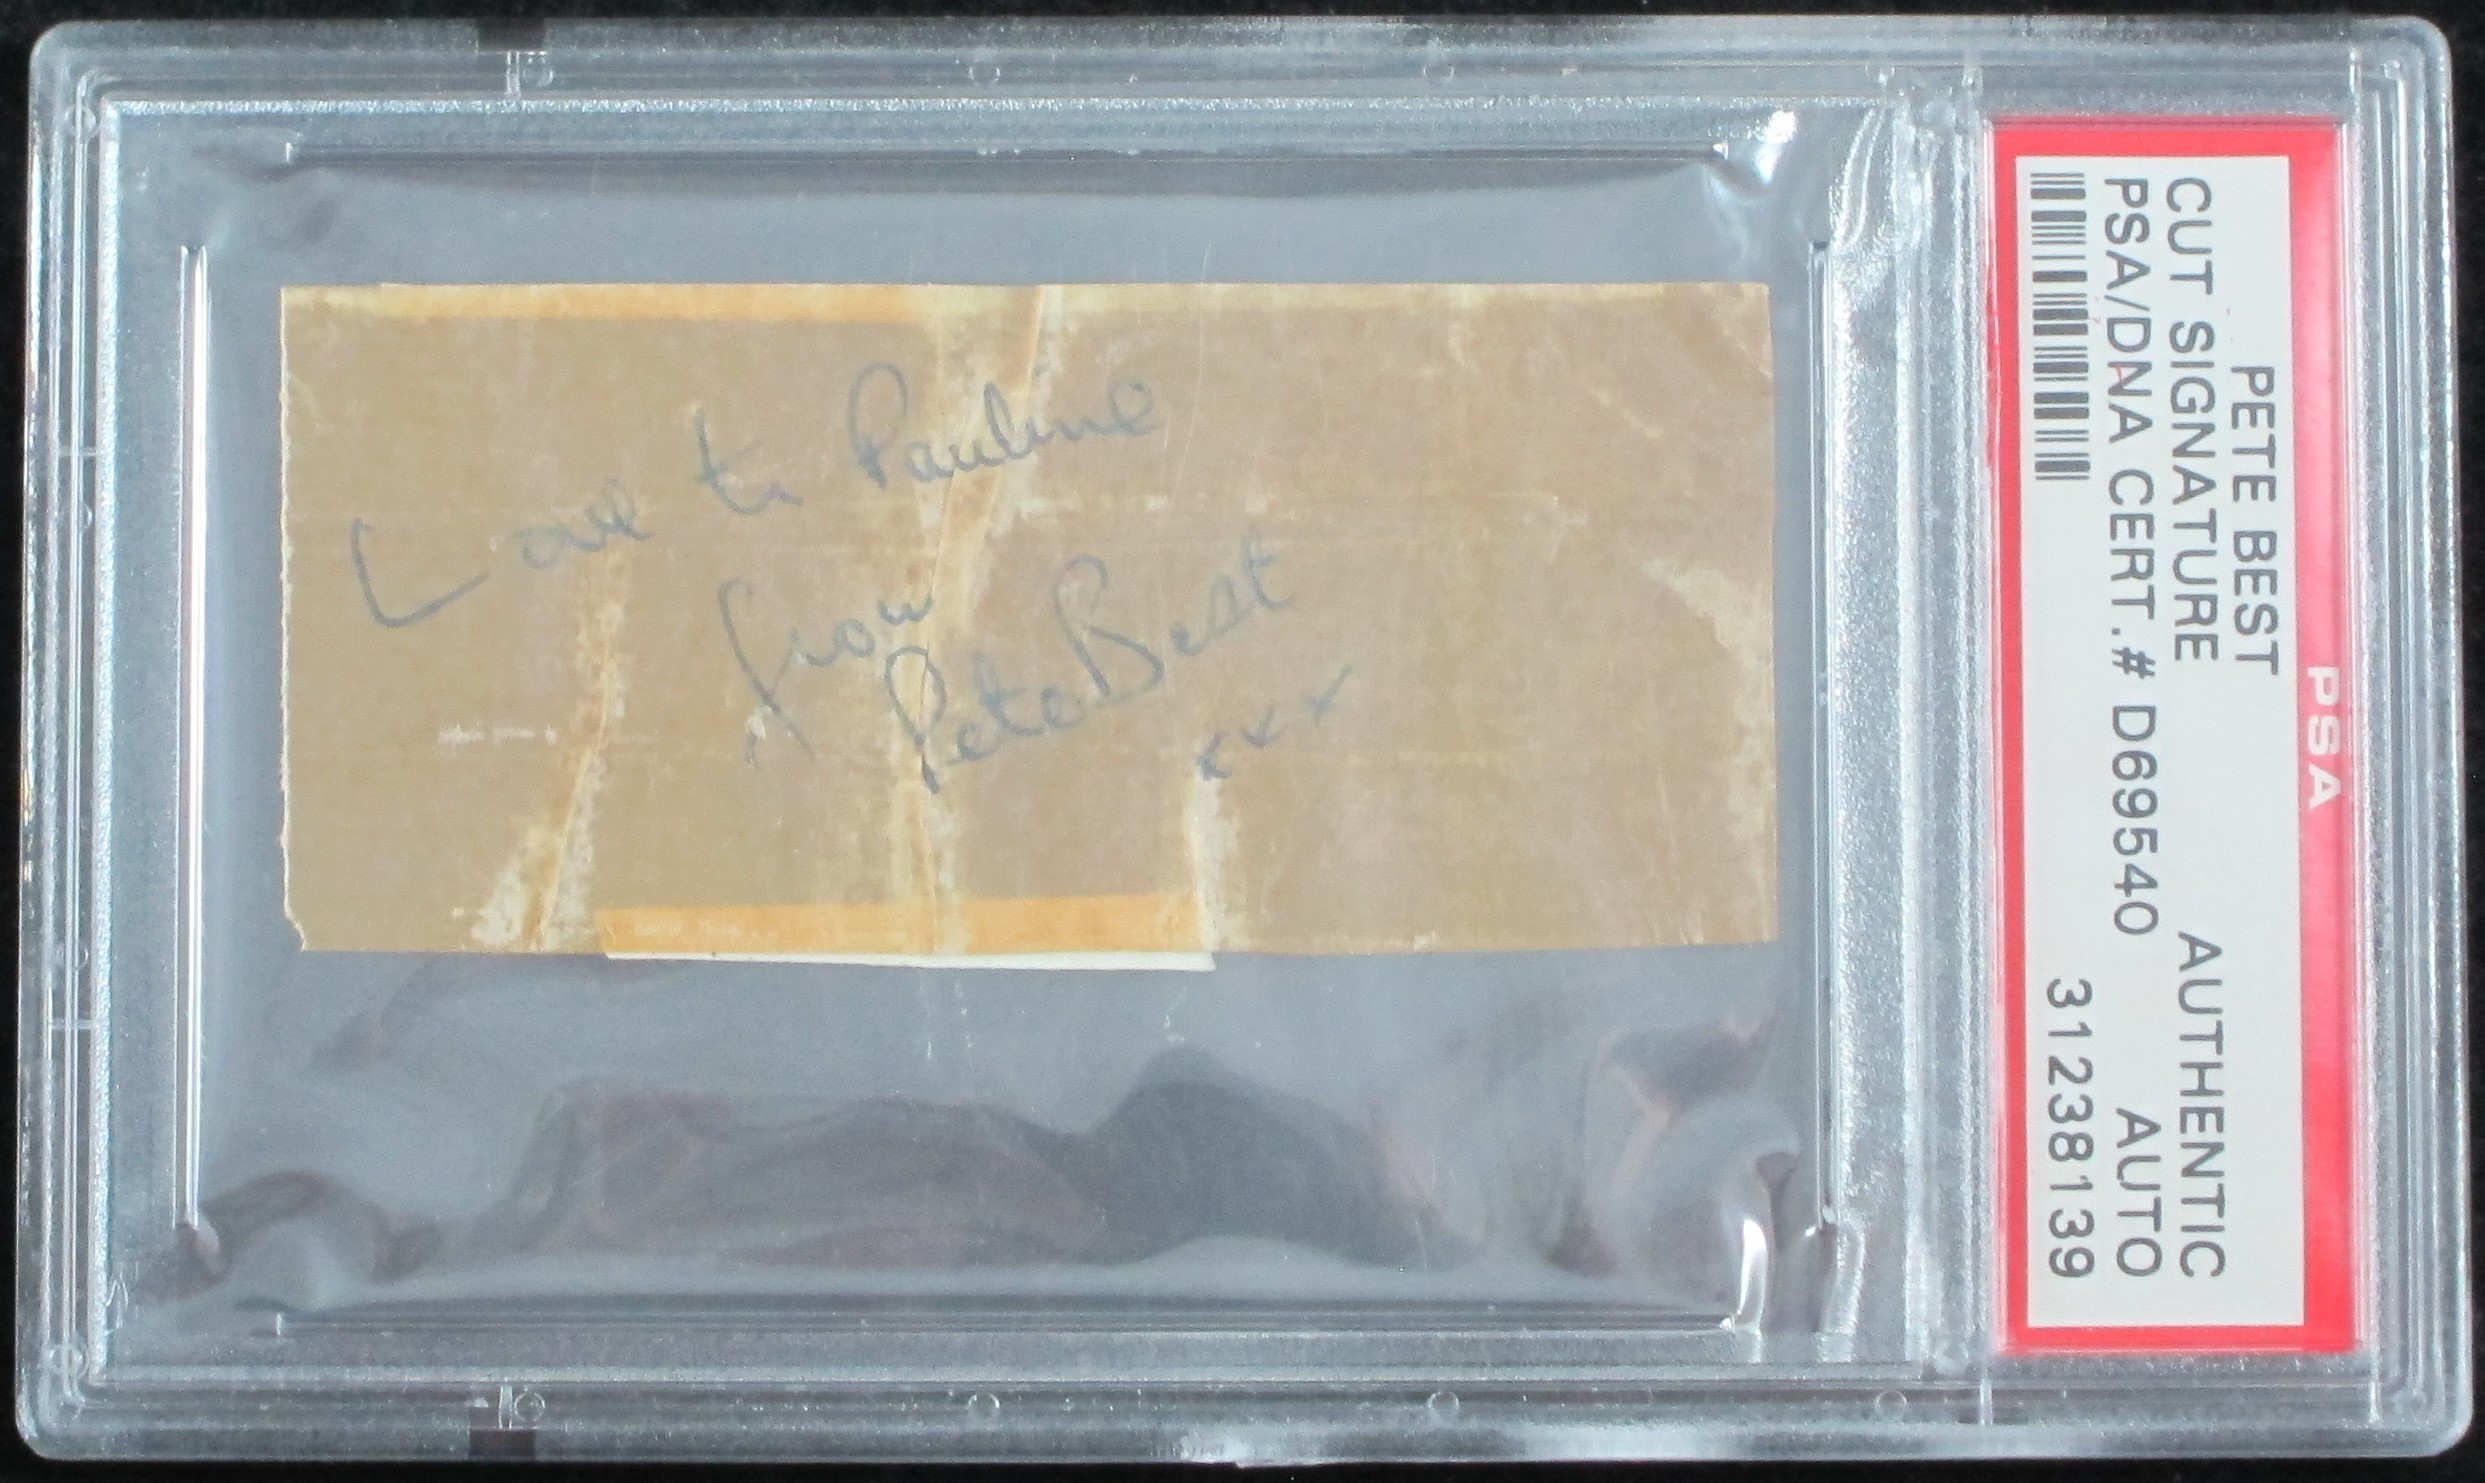 Love to Pauline
from
Pete Best
xxx
PSA
PETE BEST
CUT SIGNATURE AUTHENTIC
PSA/DNA CERT.# D69540 AUTO
31238139